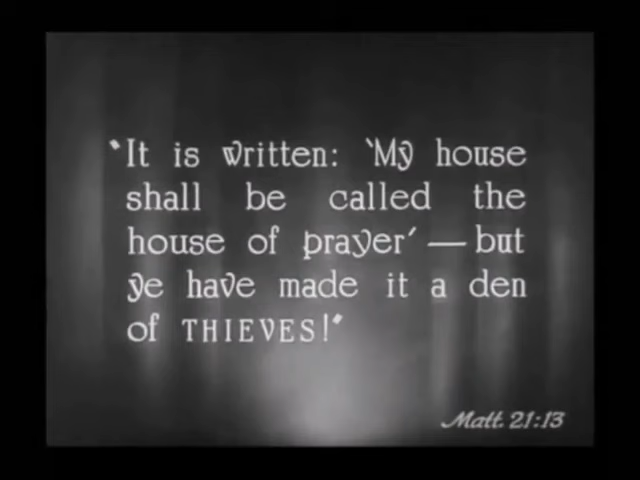 "It is written: 'My house
shall be called the
house of prayer' — but
ye have made it a den
of THIEVES!"
Matt. 21:13